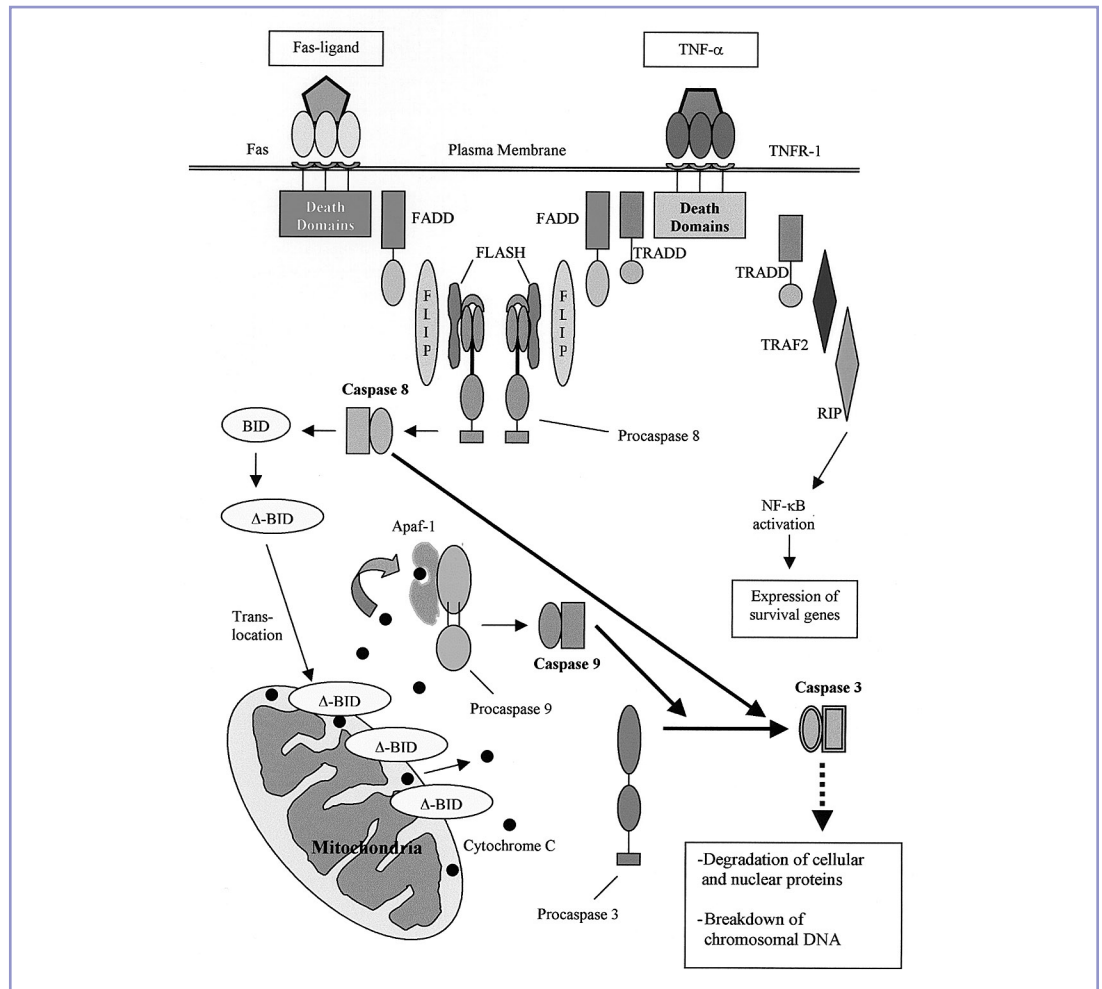 Fas-ligand
TNF-α
Fas
Plasma Membrane
TNFR-1
Death
Domains
FADD
FADD
Death
Domains
TRADD
FLASH
TRADD
F
L
I
P
F
L
I
P
TRAF2
Caspase 8
RIP
BID
Procaspase 8
Δ-BID
Apaf-1
NF-κB
activation
Expression of
survival genes
Trans-
location
Caspase 9
Procaspase 9
Caspase 3
Δ-BID
Δ-BID
Δ-BID
Mitochondria
Cytochrome C
Procaspase 3
-Degradation of cellular
and nuclear proteins
-Breakdown of
chromosomal DNA